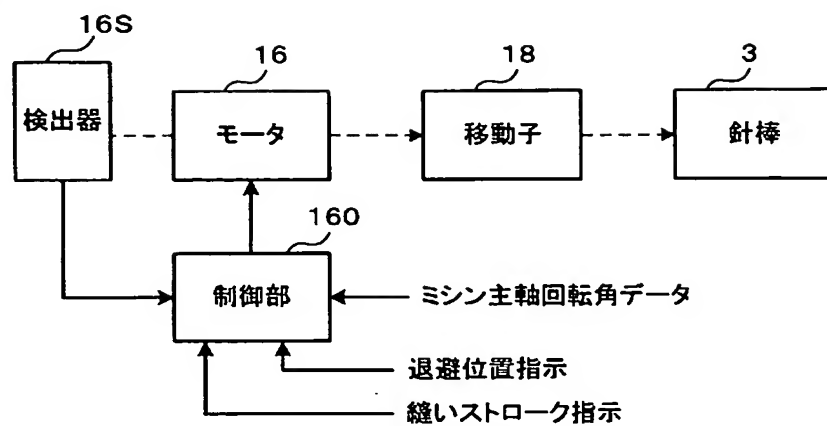 16S
16
18
3
検出器
モータ
移動子
針棒
160
制御部
ミシン主軸回転角データ
退避位置指示
縫いストローク指示